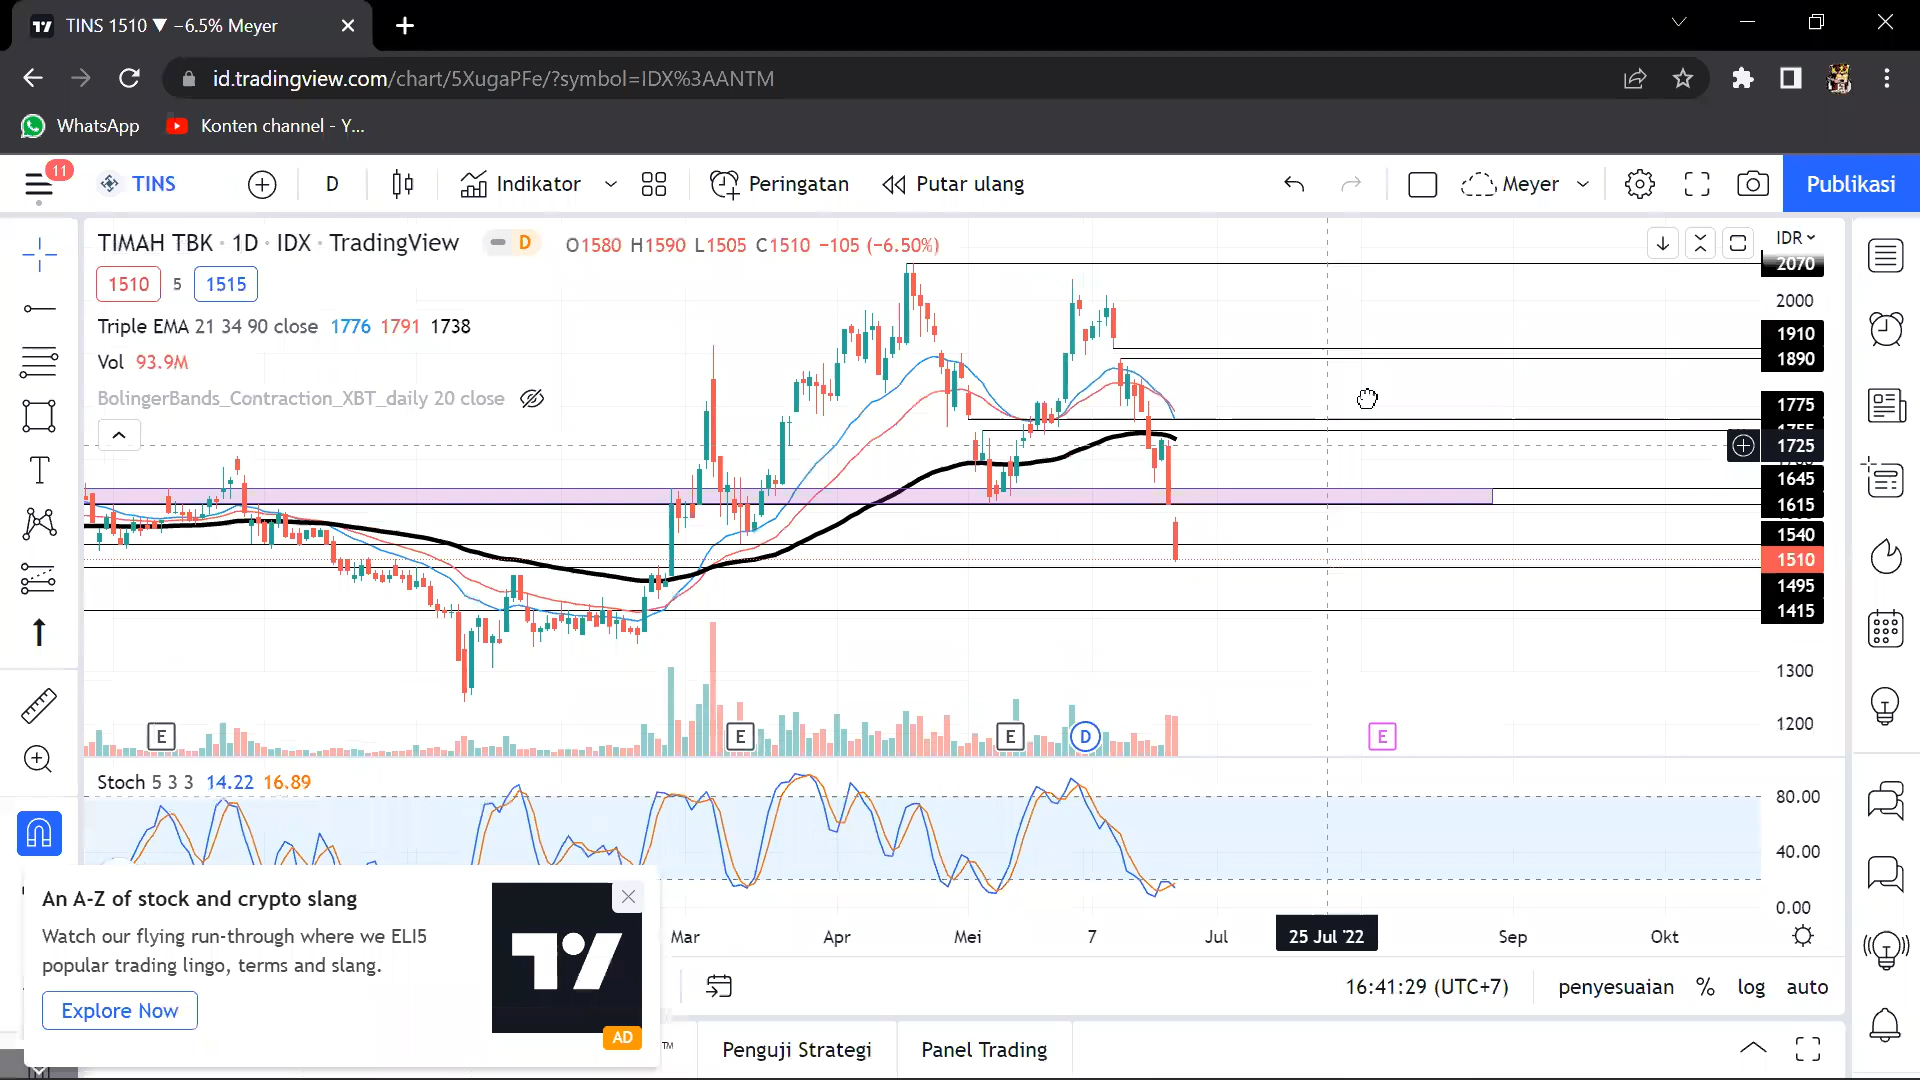 TINS 1510 ▼ −6.5% Meyer
id.tradingview.com/chart/5XugaPFe/?symbol=IDX%3AANTM
WhatsApp Konten channel - Y...
11
TINS D Indikator Peringatan Putar ulang Meyer Publikasi
TIMAH TBK · 1D · IDX · TradingView D O1580 H1590 L1505 C1510 −105 (−6.50%) IDR
1510 5 1515
Triple EMA 21 34 90 close 1776 1791 1738
Vol 93.9M
BolingerBands_Contraction_XBT_daily 20 close
2070
2000
1910
1890
1775
1755
1725
1645
1615
1540
1510
1495
1415
1300
1200
E E E D E
Stoch 5 3 3 14.22 16.89
80.00
40.00
0.00
Mar Apr Mei 7 Jul 25 Jul '22 Sep Okt
An A-Z of stock and crypto slang
Watch our flying run-through where we ELI5
popular trading lingo, terms and slang.
Explore Now
AD
16:41:29 (UTC+7) penyesuaian % log auto
™ Penguji Strategi Panel Trading